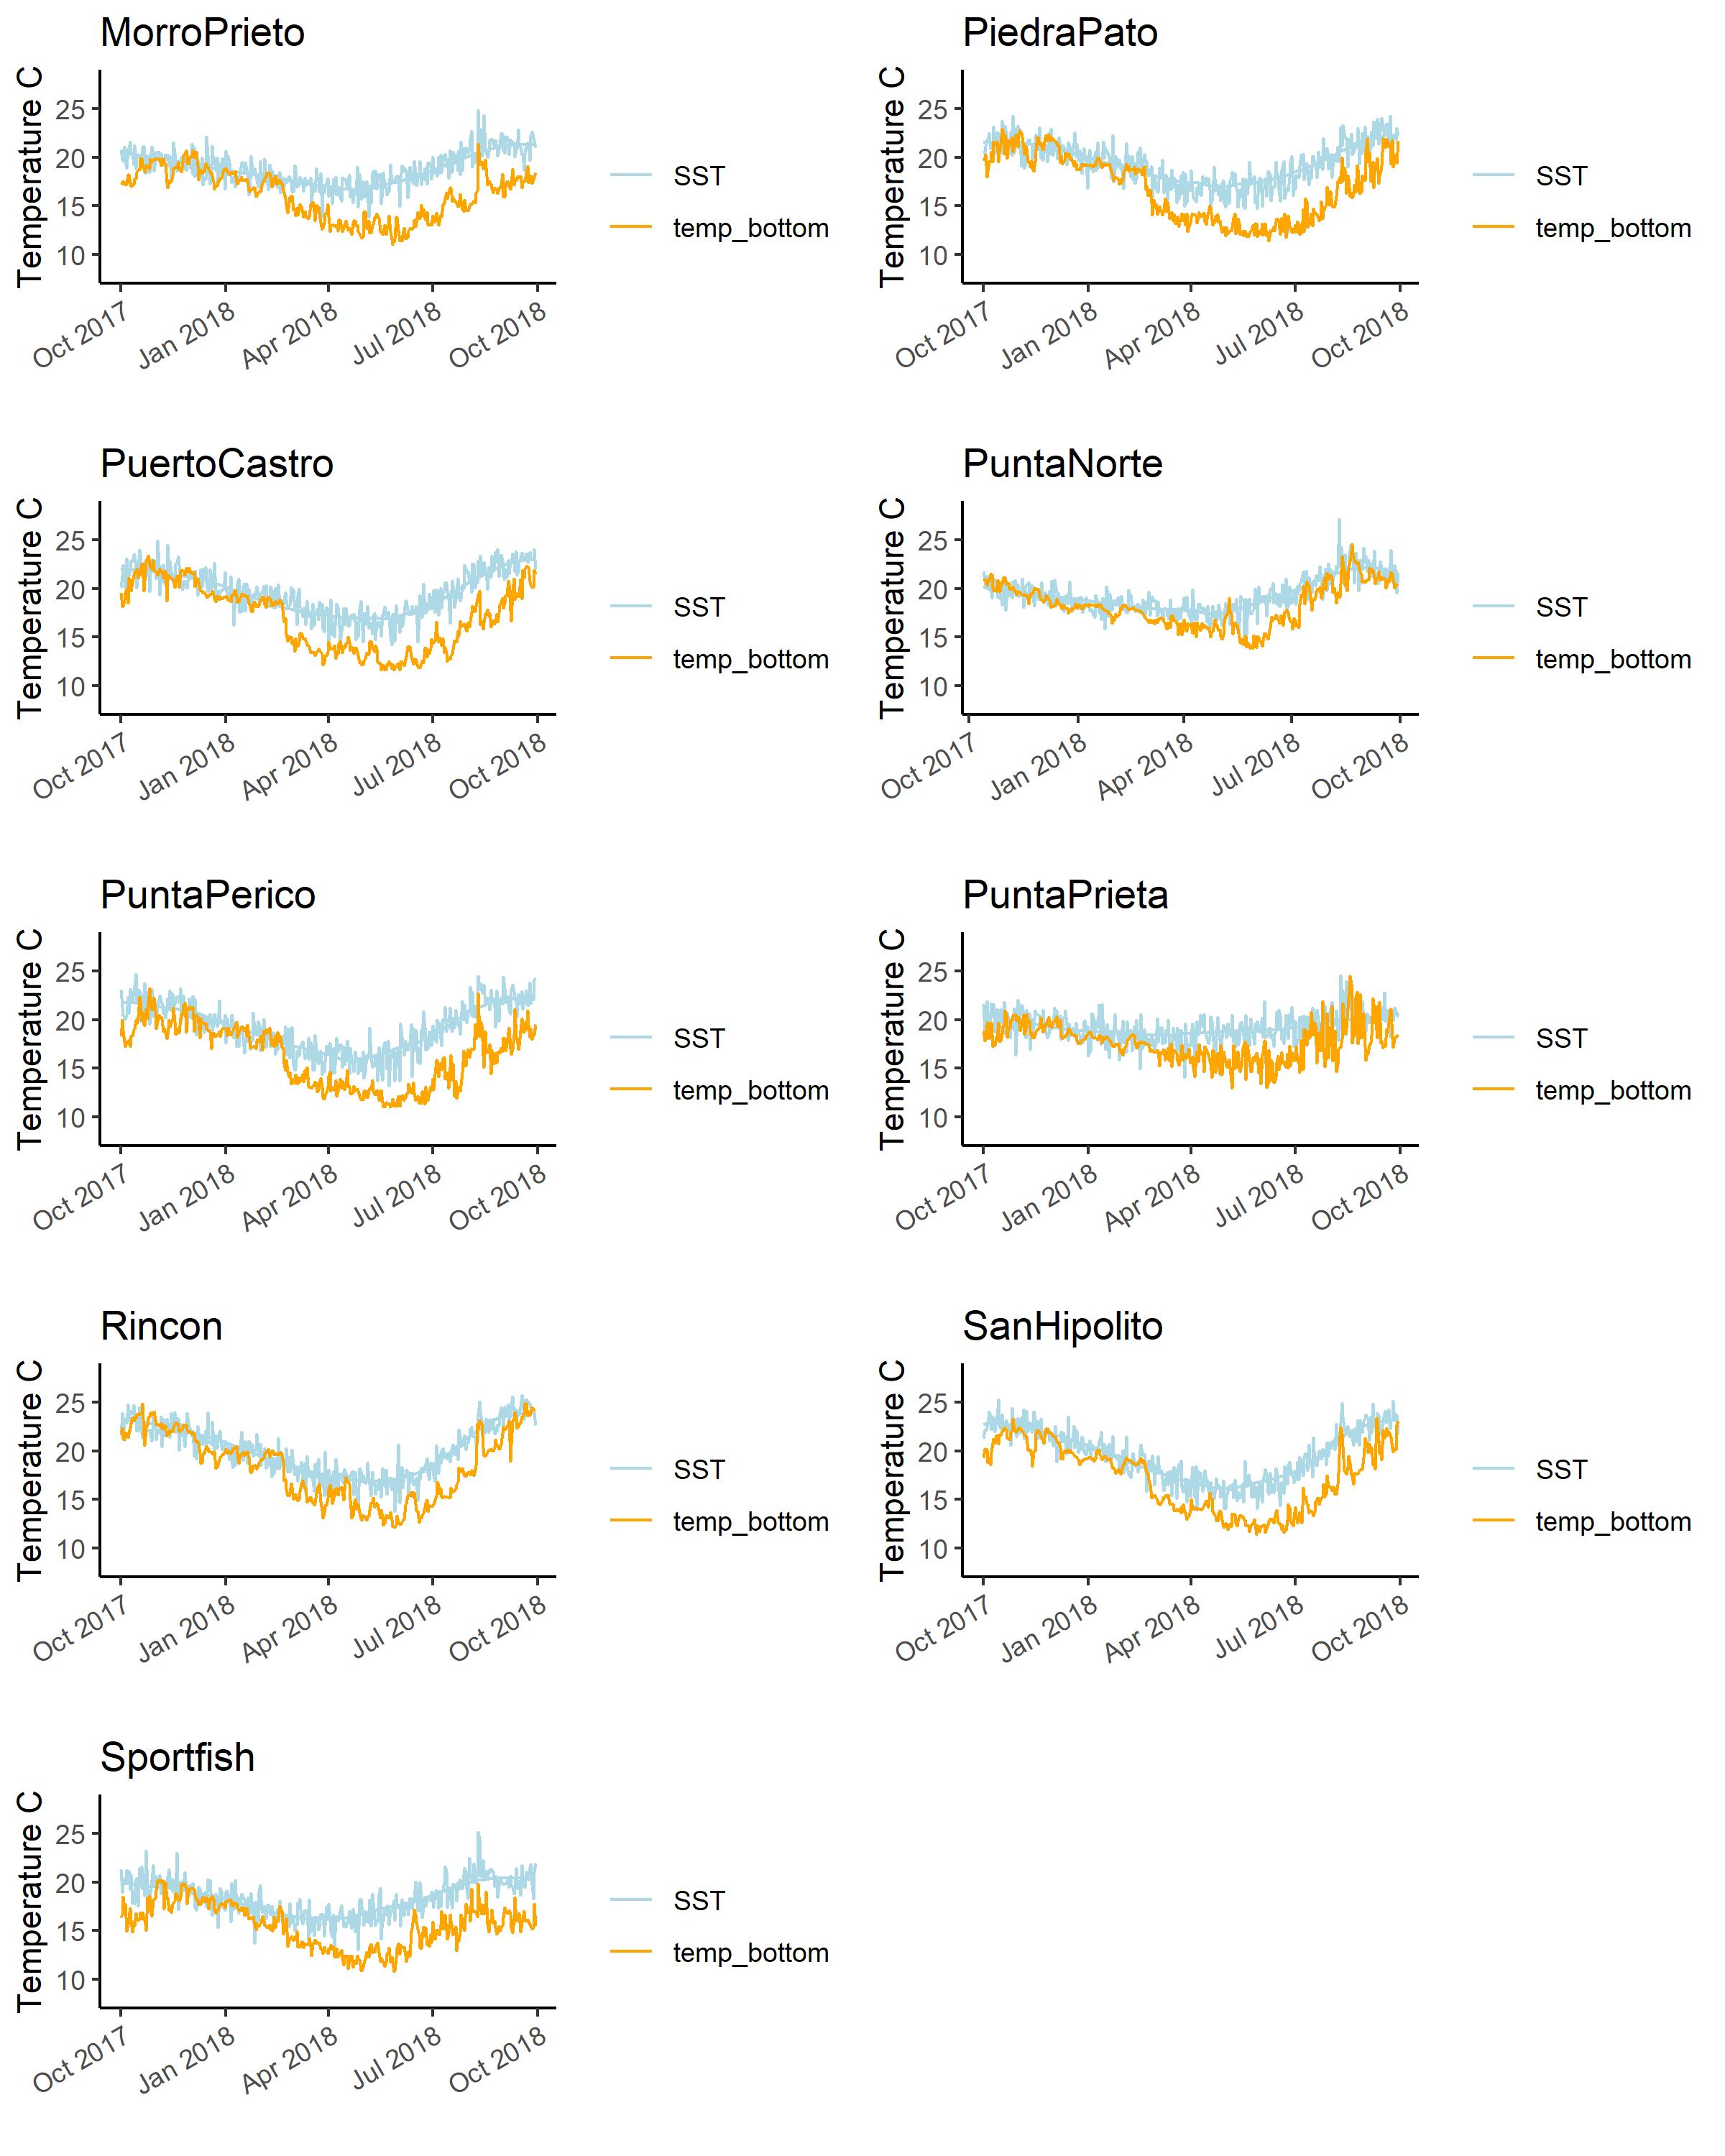 MorroPrieto
Temperature C
25
20
15
10
Oct 2017
Jan 2018
Apr 2018
Jul 2018
Oct 2018
SST
temp_bottom
PiedraPato
Temperature C
25
20
15
10
Oct 2017
Jan 2018
Apr 2018
Jul 2018
Oct 2018
SST
temp_bottom
PuertoCastro
Temperature C
25
20
15
10
Oct 2017
Jan 2018
Apr 2018
Jul 2018
Oct 2018
SST
temp_bottom
PuntaNorte
Temperature C
25
20
15
10
Oct 2017
Jan 2018
Apr 2018
Jul 2018
Oct 2018
SST
temp_bottom
PuntaPerico
Temperature C
25
20
15
10
Oct 2017
Jan 2018
Apr 2018
Jul 2018
Oct 2018
SST
temp_bottom
PuntaPrieta
Temperature C
25
20
15
10
Oct 2017
Jan 2018
Apr 2018
Jul 2018
Oct 2018
SST
temp_bottom
Rincon
Temperature C
25
20
15
10
Oct 2017
Jan 2018
Apr 2018
Jul 2018
Oct 2018
SST
temp_bottom
SanHipolito
Temperature C
25
20
15
10
Oct 2017
Jan 2018
Apr 2018
Jul 2018
Oct 2018
SST
temp_bottom
Sportfish
Temperature C
25
20
15
10
Oct 2017
Jan 2018
Apr 2018
Jul 2018
Oct 2018
SST
temp_bottom